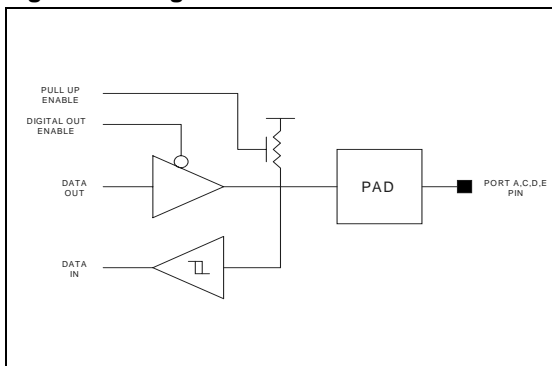 PULL UP
ENABLE
DIGITAL OUT
ENABLE
DATA
OUT
PAD
PORT A,C,D,E
PIN
DATA
IN